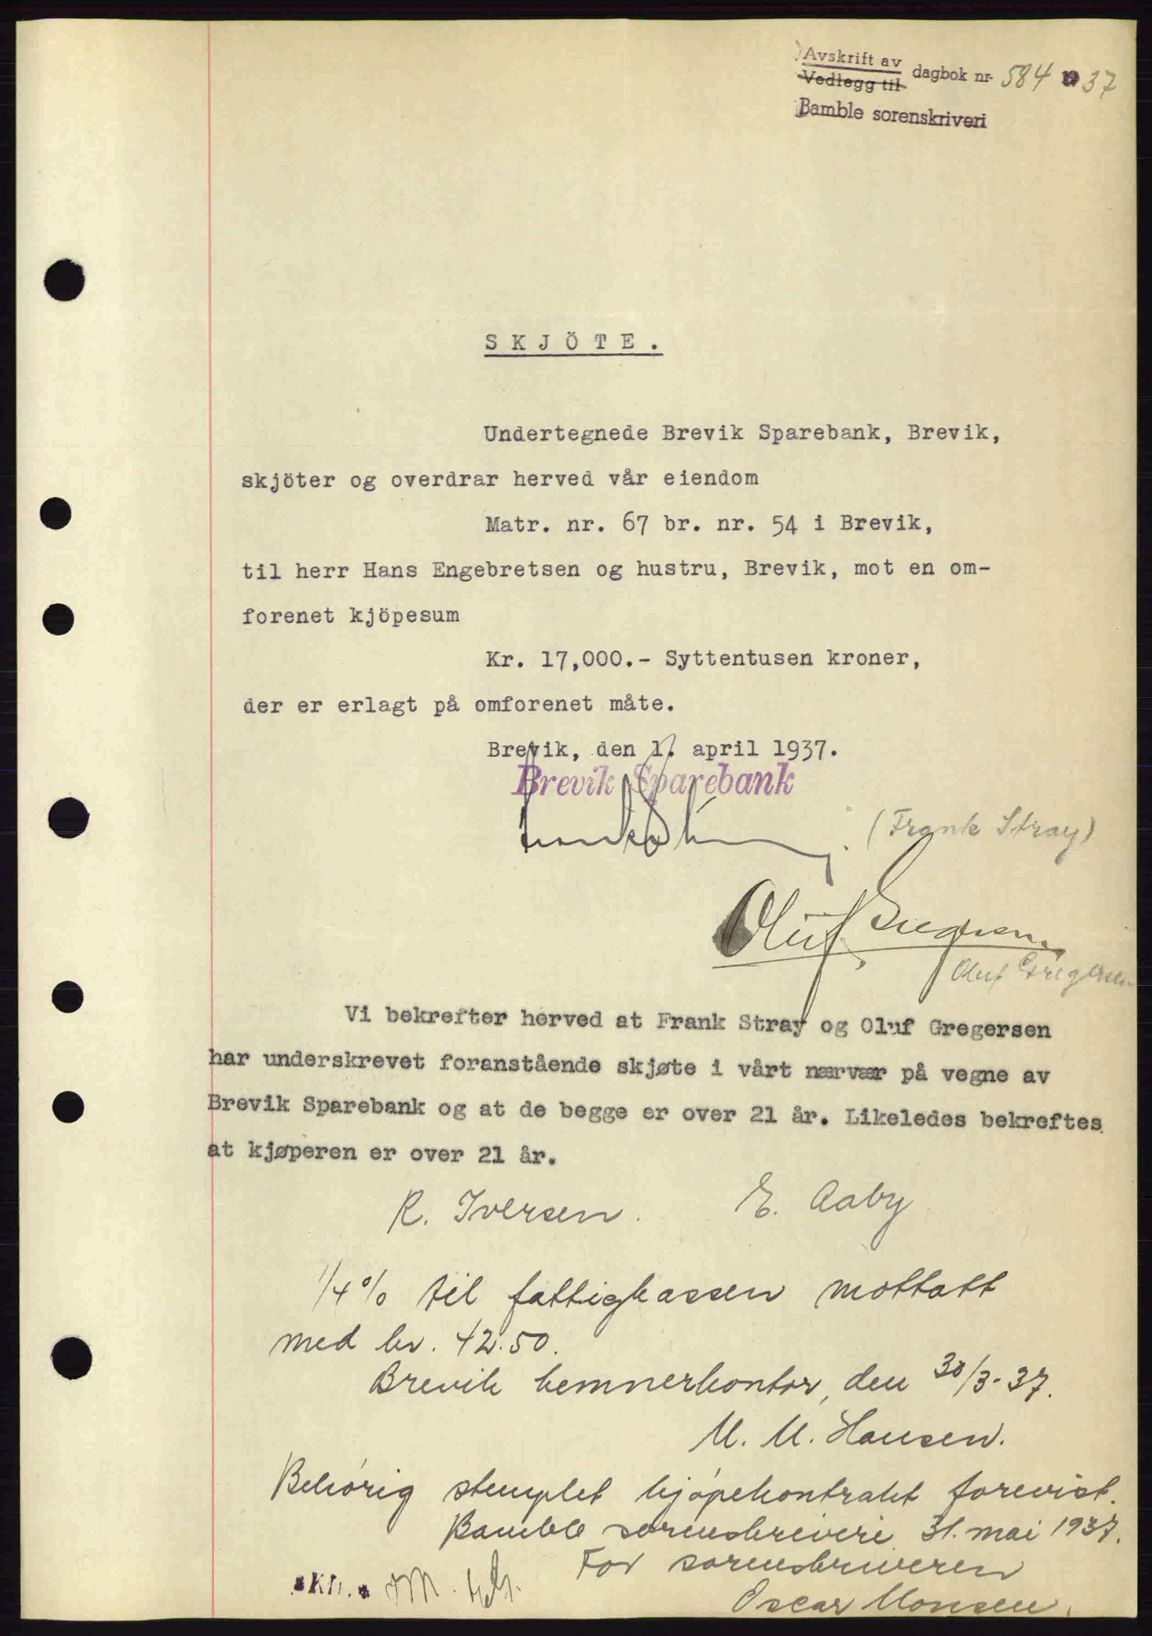 Avskrift av
Vedlegg til dagbok nr 584 1937
Bamble sorenskriveri
SKJÖTE.
Undertegnede Brevik Sparebank, Brevik,
skjöter og overdrar herved vår eiendom
Matr. nr. 67 br. nr. 54 i Brevik,
til herr Hans Engebretsen og hustru, Brevik, mot en om-
forenet kjöpesum
Kr. 17,000.- Syttentusen kroner,
der er erlagt på omforenet måte.
Brevik, den 1. april 1937.
Brevik Sparebank
(Frank Stray)
Oluf Gregersen
Oluf Gregersen
Vi bekrefter herved at Frank Stray og Oluf Gregersen
har underskrevet foranstående skjøte i vårt nærvær på vegne av
Brevik Sparebank og at de begge er over 21 år. Likeledes bekreftes
at kjøperen er over 21 år.
R. Iversen. E. Aaby
1/4 % til fattigkassen mottatt
med kr. 42.50.
Brevik kemnerkontor, den 30/3-37.
M. M. Hansen.
Behörig stemplet kjöpekontrakt forevist.
Bamble sorenskriveri 31. mai 1937.
For sorenskriveren
Oscar Monsen.